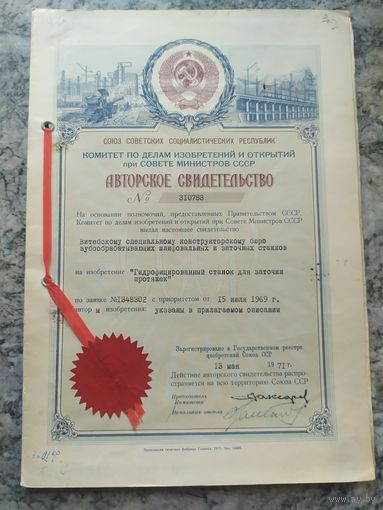 СОЮЗ СОВЕТСКИХ СОЦИАЛИСТИЧЕСКИХ РЕСПУБЛИК
КОМИТЕТ ПО ДЕЛАМ ИЗОБРЕТЕНИЙ И ОТКРЫТИЙ
при СОВЕТЕ МИНИСТРОВ СССР
АВТОРСКОЕ СВИДЕТЕЛЬСТВО
№ 310783
На основании полномочий, предоставленных Правительством СССР,
Комитет по делам изобретений и открытий при Совете Министров СССР
выдал настоящее свидетельство
Витебскому специальному конструкторскому бюро
зубообрабатывающих шлифовальных и заточных станков
на изобретение "Гидрофицированный станок для заточки
протяжек"
по заявке №1348302 с приоритетом от 15 июля 1969 г.
автор ы изобретения: указаны в прилагаемом описании
Зарегистрировано в Государственном реестре
изобретений Союза ССР
13 мая 1971 г.
Действие авторского свидетельства распро-
страняется на всю территорию Союза ССР
Председатель
Комитета
Начальник отдела
av.by